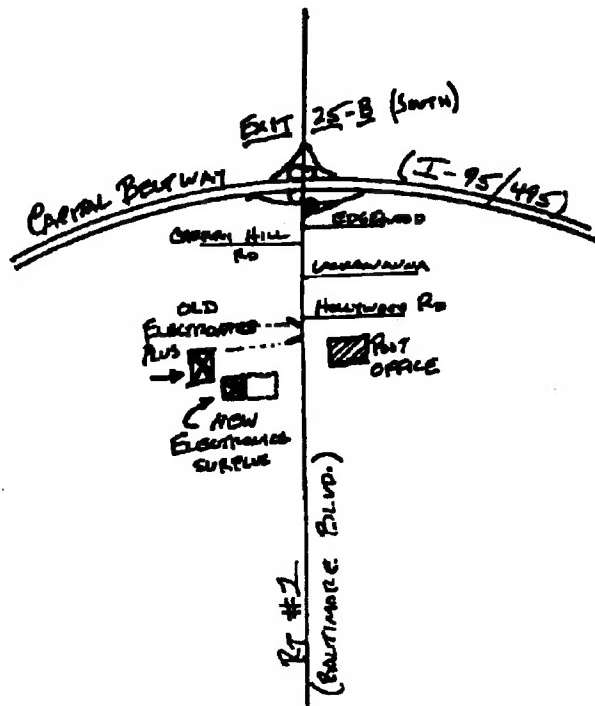 EXIT 25-B (SOUTH)
CAPITAL BELTWAY
(I-95/495)
EDGEWOOD
CHERRY HILL
RD
LACKAWANNA
HOLLYWOOD RD
OLD
ELECTRONICS
PLUS
POST
OFFICE
NEW
ELECTRONICS
SURPLUS
RT #1
(BALTIMORE BLVD.)